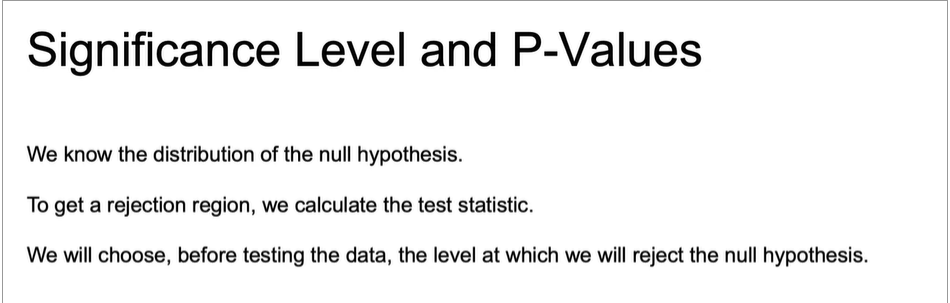 Significance Level and P-Values
We know the distribution of the null hypothesis.
To get a rejection region, we calculate the test statistic.
We will choose, before testing the data, the level at which we will reject the null hypothesis.